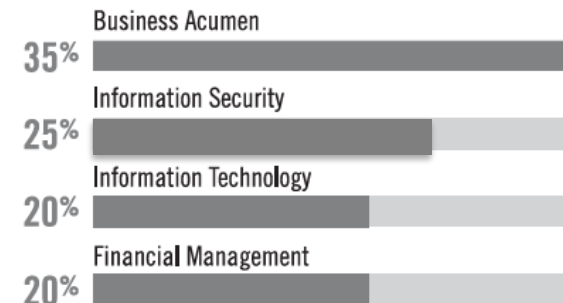 Business Acumen
35%
Information Security
25%
Information Technology
20%
Financial Management
20%